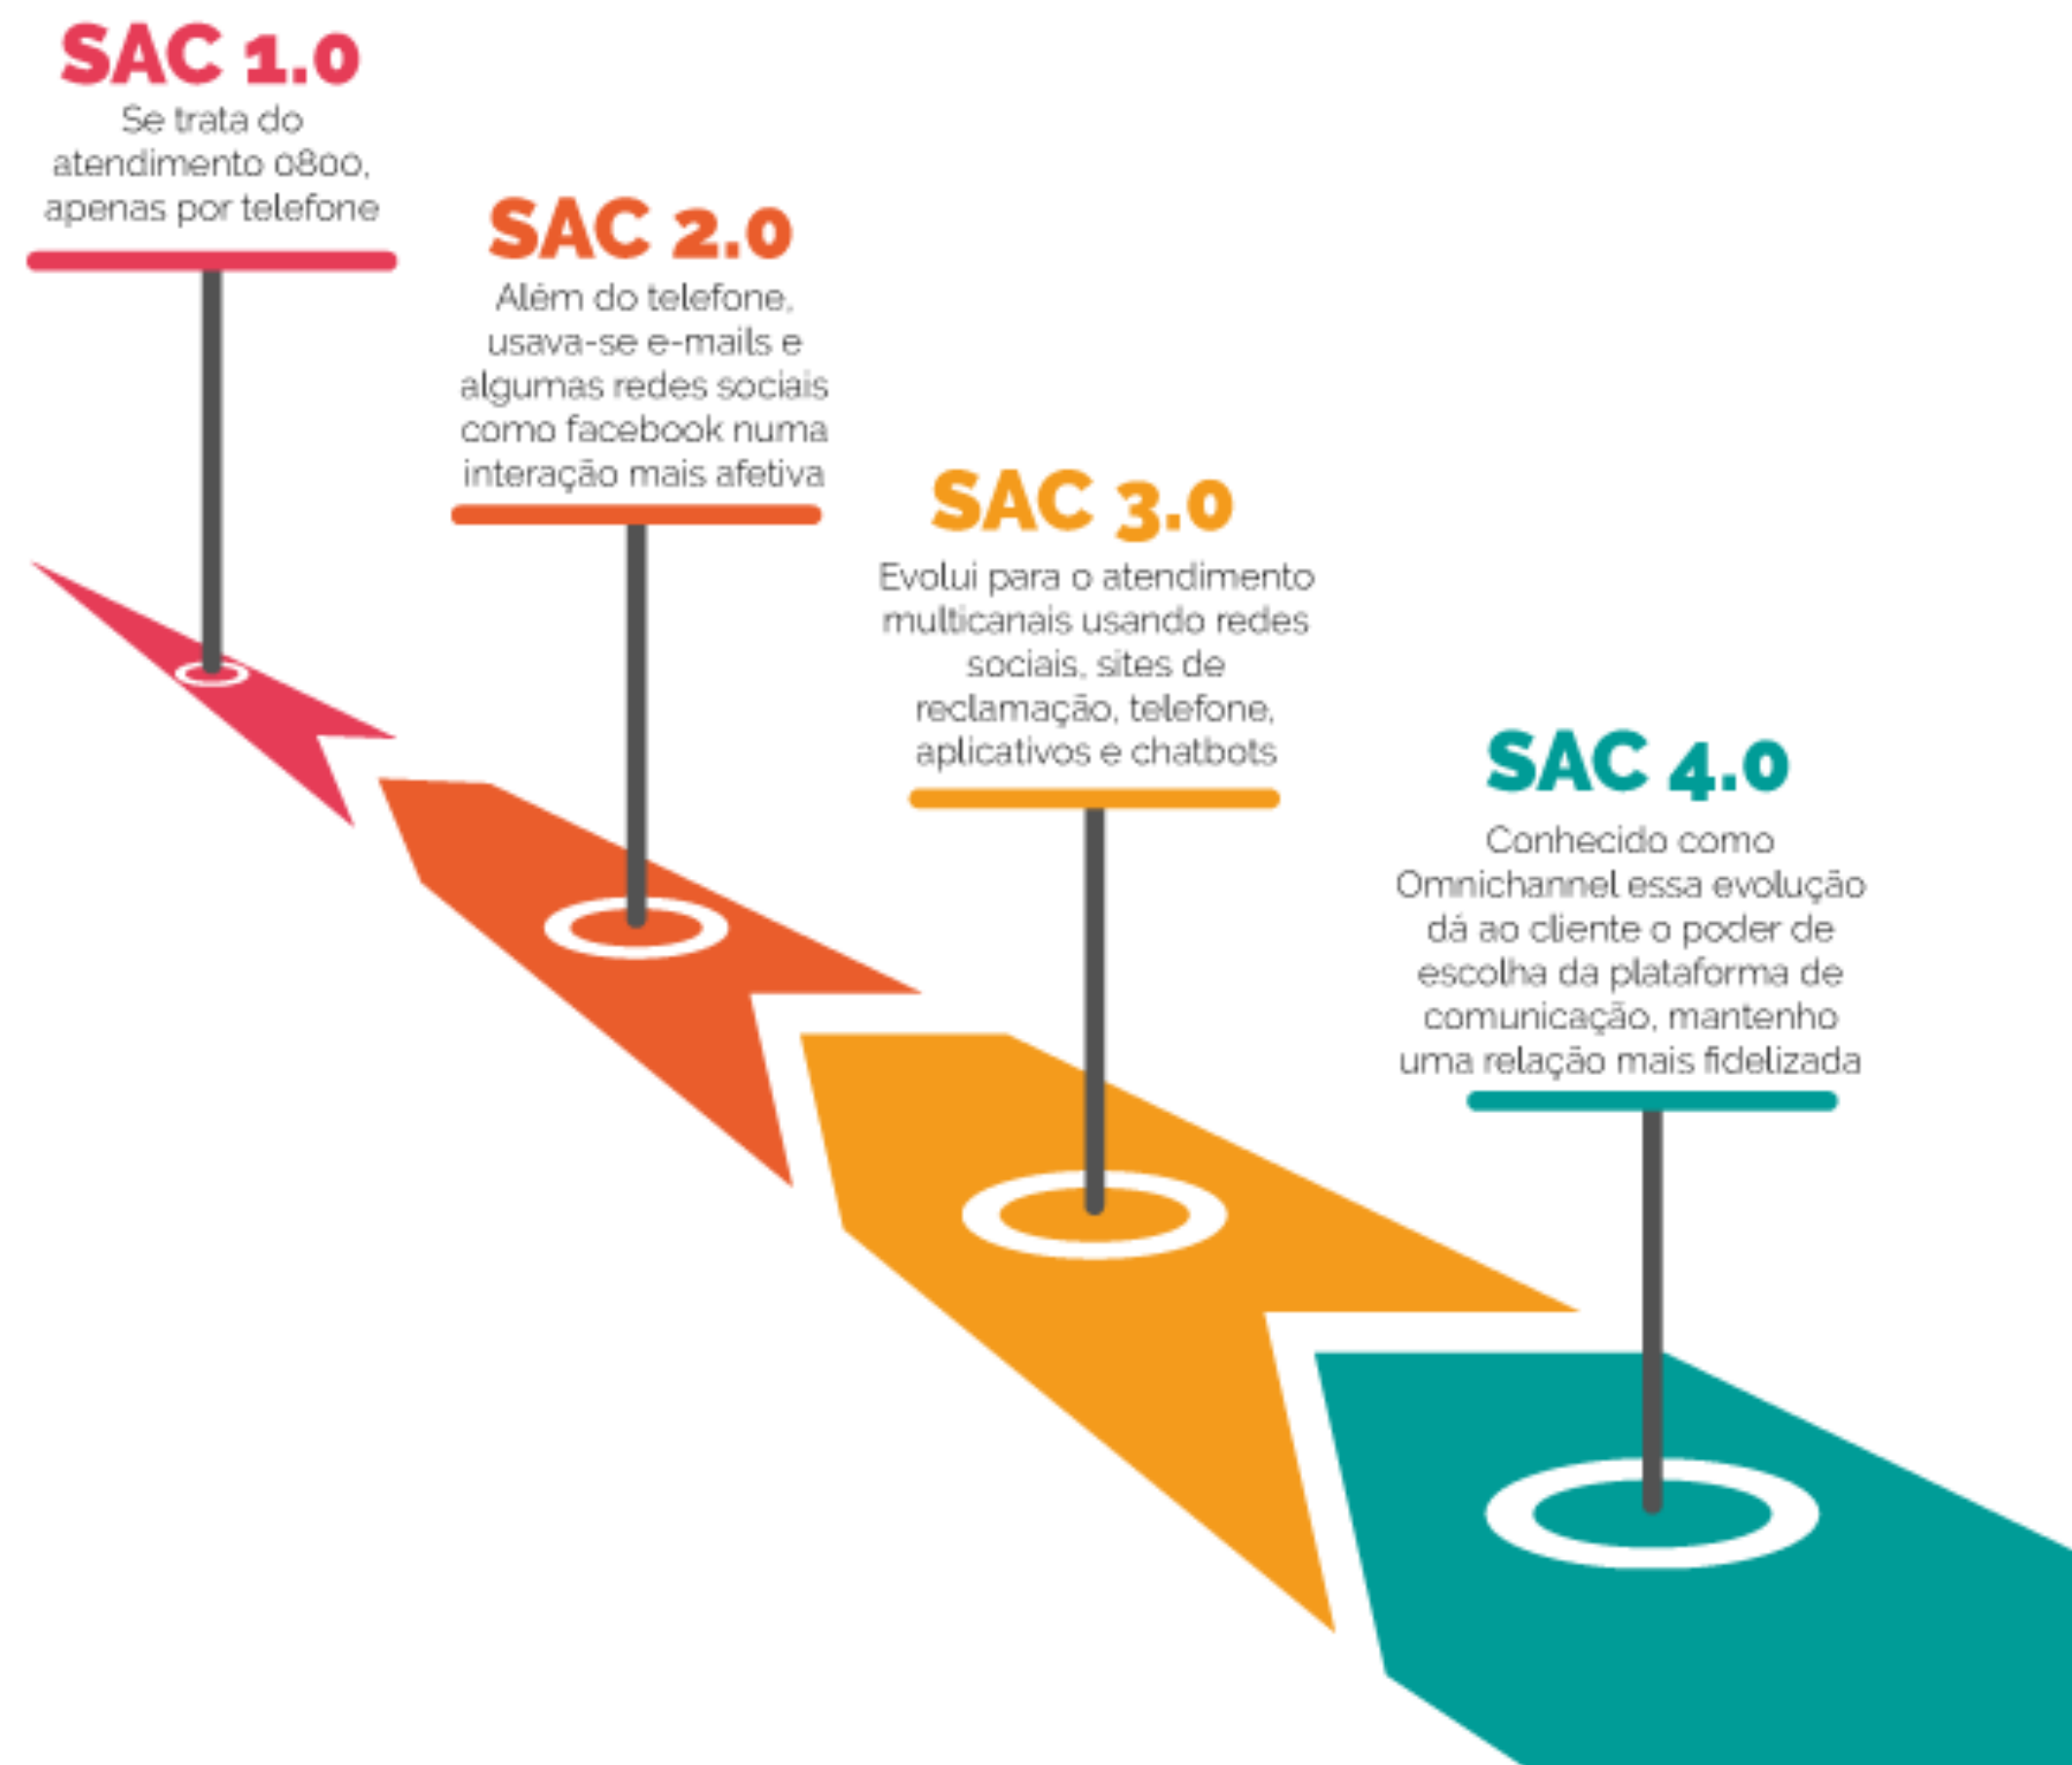 SAC 1.0
Se trata do
atendimento 0800,
apenas por telefone
SAC 2.0
Além do telefone,
usava-se e-mails e
algumas redes sociais
como facebook numa
interação mais afetiva
SAC 3.0
Evolui para o atendimento
multicanais usando redes
sociais, sites de
reclamação, telefone,
aplicativos e chatbots
SAC 4.0
Conhecido como
Omnichannel essa evolução
dá ao cliente o poder de
escolha da plataforma de
comunicação, mantenho
uma relação mais fidelizada